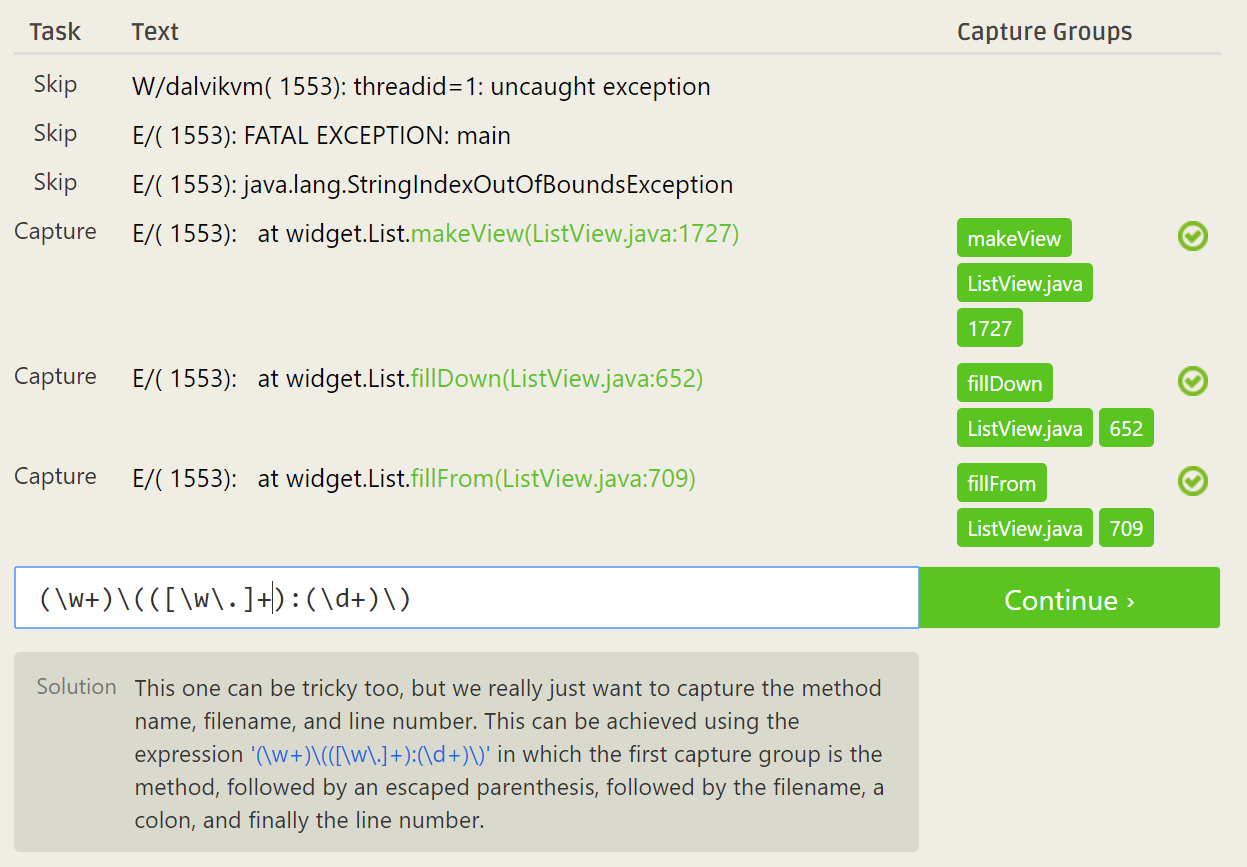 Task Text Capture Groups
Skip W/dalvikvm( 1553): threadid=1: uncaught exception
Skip E/( 1553): FATAL EXCEPTION: main
Skip E/( 1553): java.lang.StringIndexOutOfBoundsException
Capture E/( 1553):   at widget.List.makeView(ListView.java:1727) makeView
ListView.java
1727
Capture E/( 1553):   at widget.List.fillDown(ListView.java:652) fillDown
ListView.java 652
Capture E/( 1553):   at widget.List.fillFrom(ListView.java:709) fillFrom
ListView.java 709
(\w+)\(([\w\.]+):(\d+)\) Continue ›
Solution This one can be tricky too, but we really just want to capture the method
name, filename, and line number. This can be achieved using the
expression '(\w+)\(([\w\.]+):(\d+)\)' in which the first capture group is the
method, followed by an escaped parenthesis, followed by the filename, a
colon, and finally the line number.